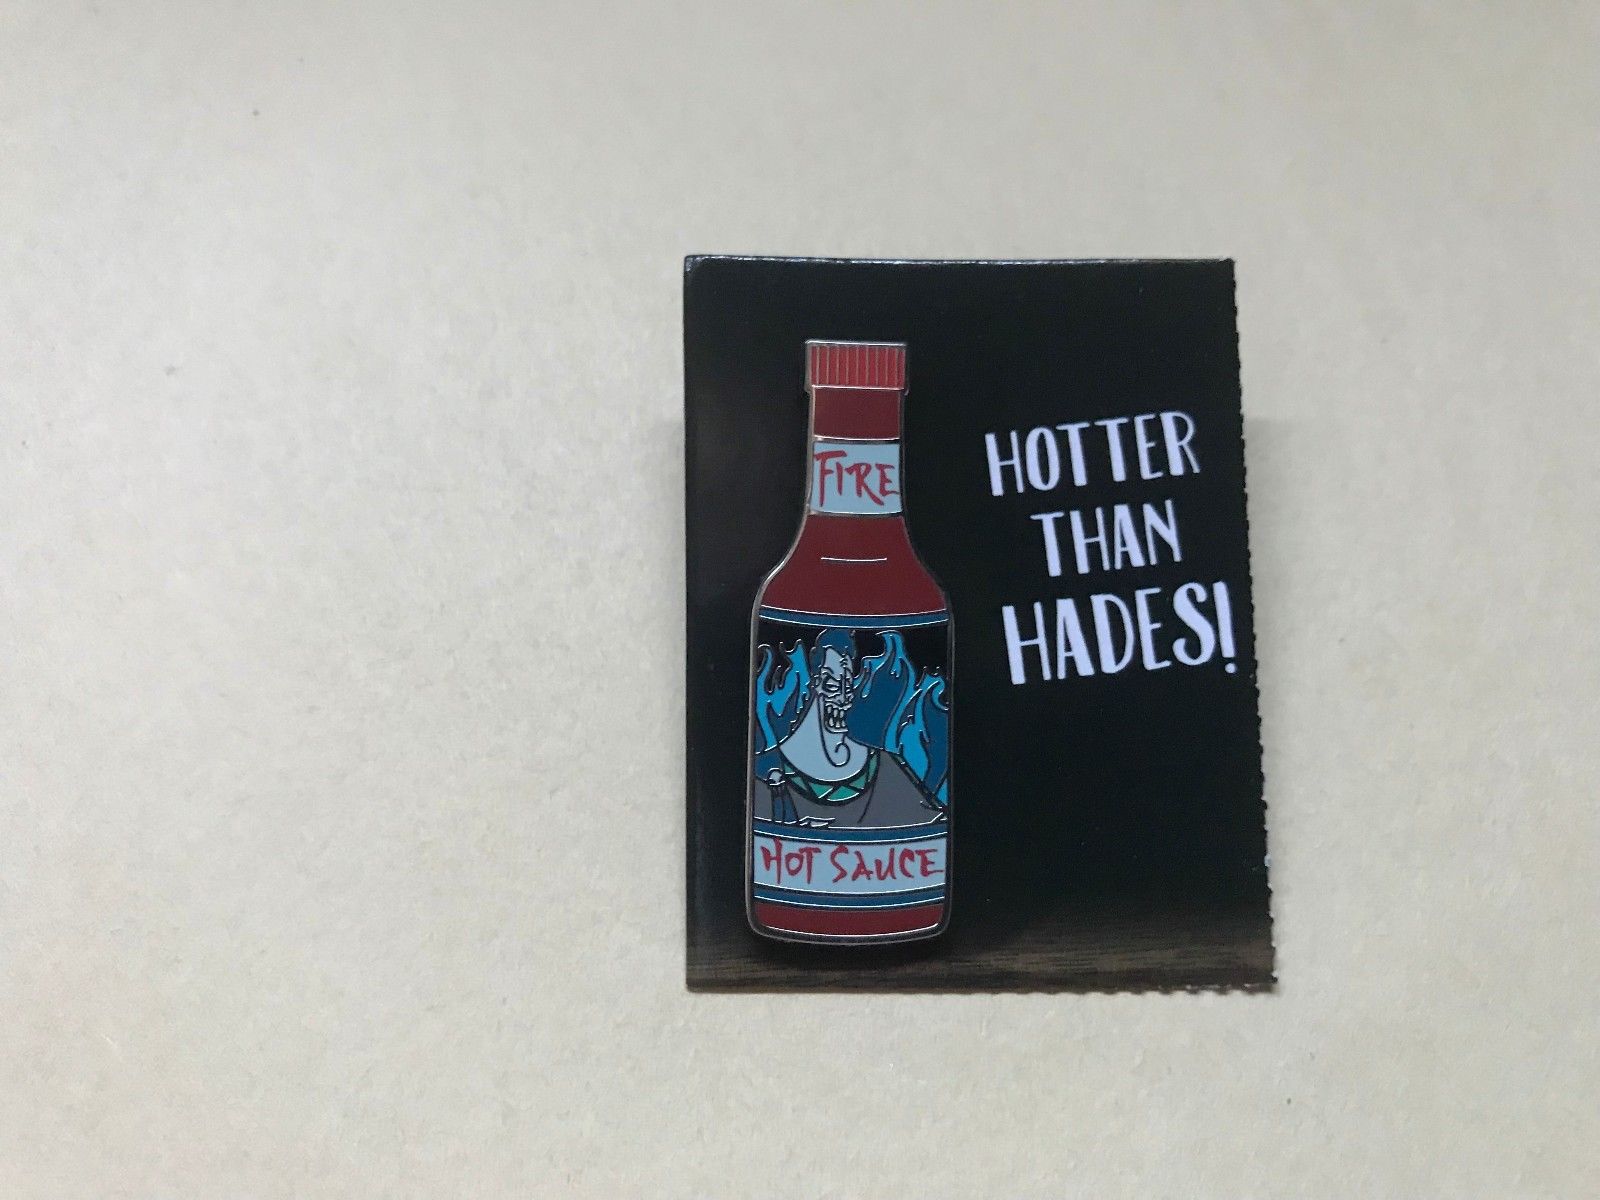 FIRE
HOT SAUCE
HOTTER
THAN
HADES!